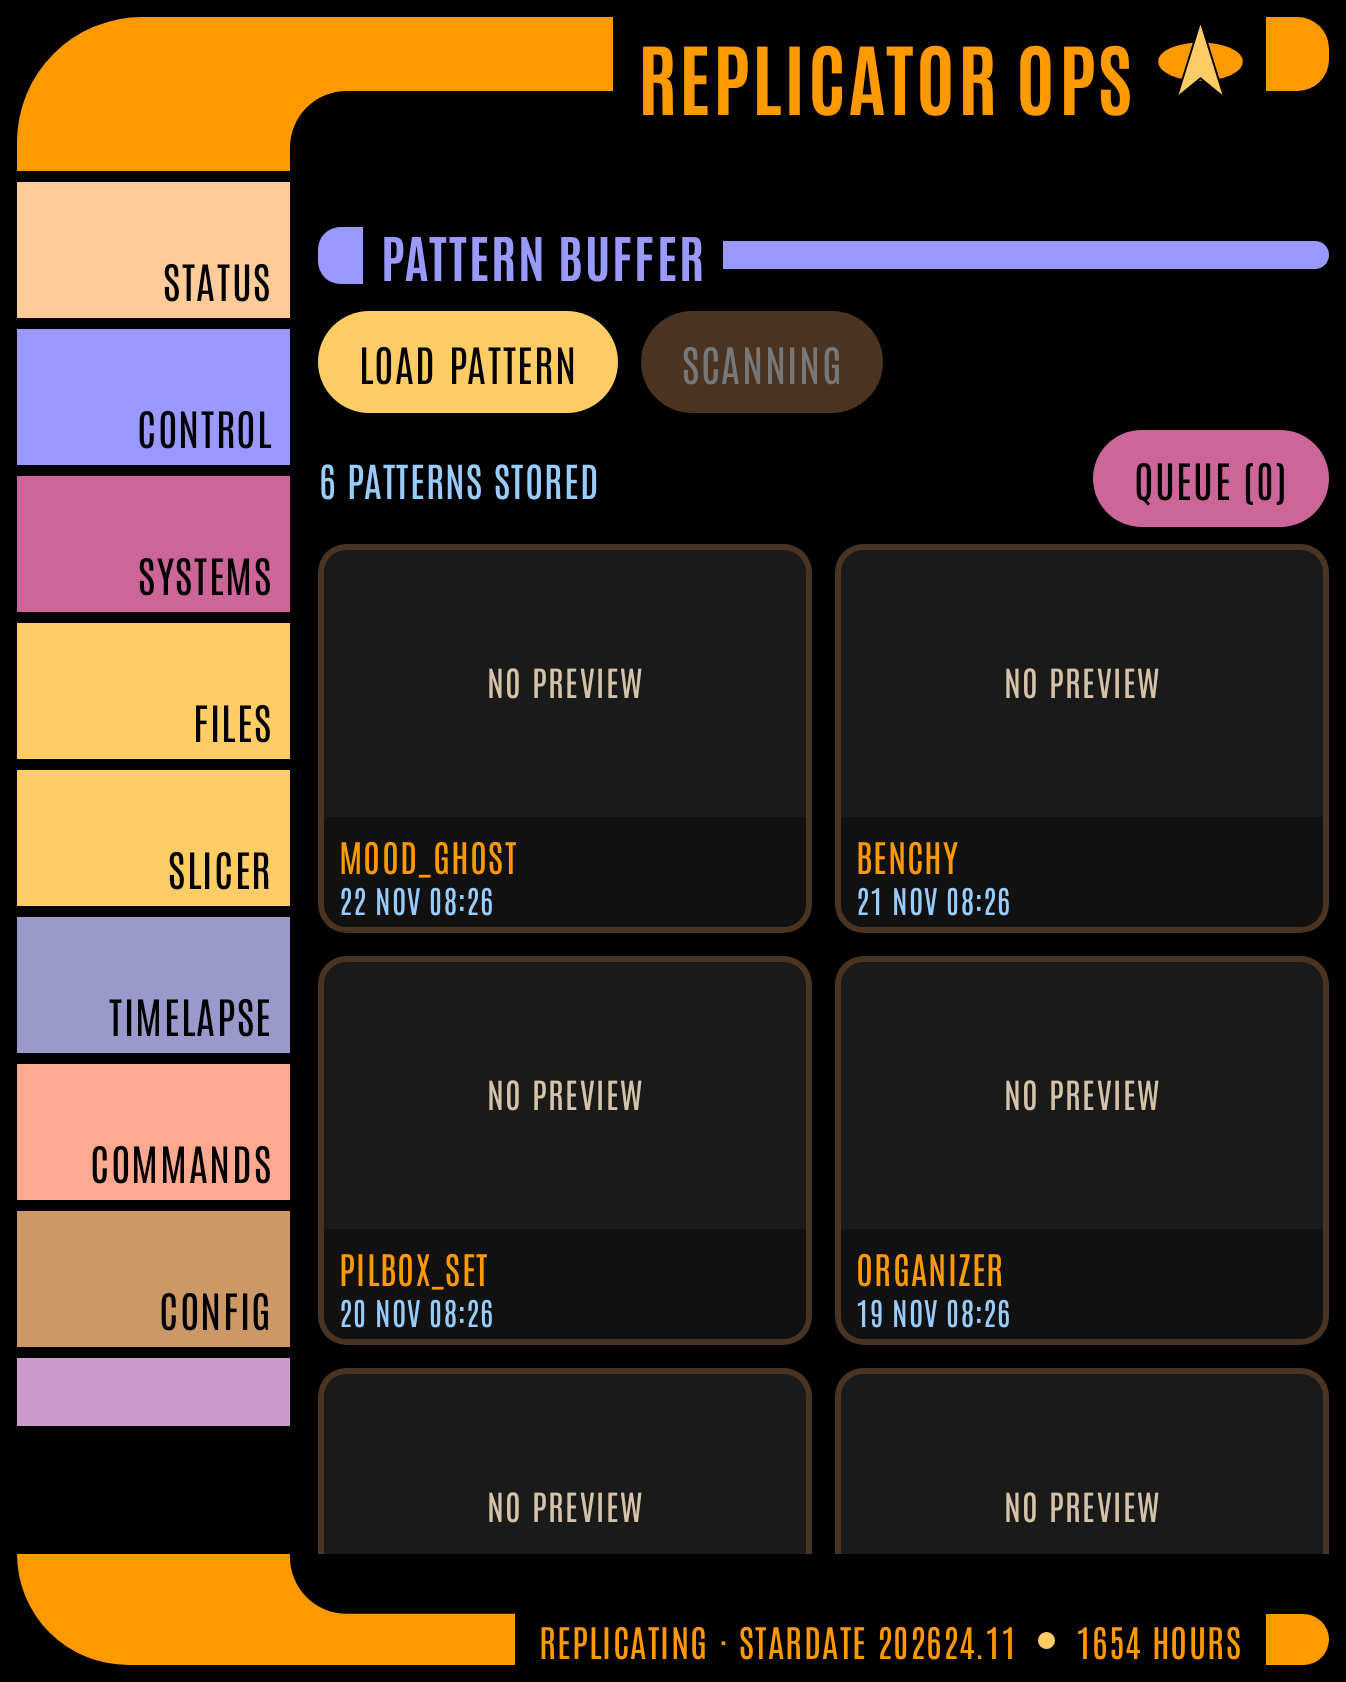 REPLICATOR OPS
STATUS
CONTROL
SYSTEMS
FILES
SLICER
TIMELAPSE
COMMANDS
CONFIG
PATTERN BUFFER
LOAD PATTERN
SCANNING
6 PATTERNS STORED
QUEUE (0)
NO PREVIEW
MOOD_GHOST
22 NOV 08:26
NO PREVIEW
BENCHY
21 NOV 08:26
NO PREVIEW
PILBOX_SET
20 NOV 08:26
NO PREVIEW
ORGANIZER
19 NOV 08:26
NO PREVIEW
NO PREVIEW
REPLICATING · STARDATE 202624.11 • 1654 HOURS